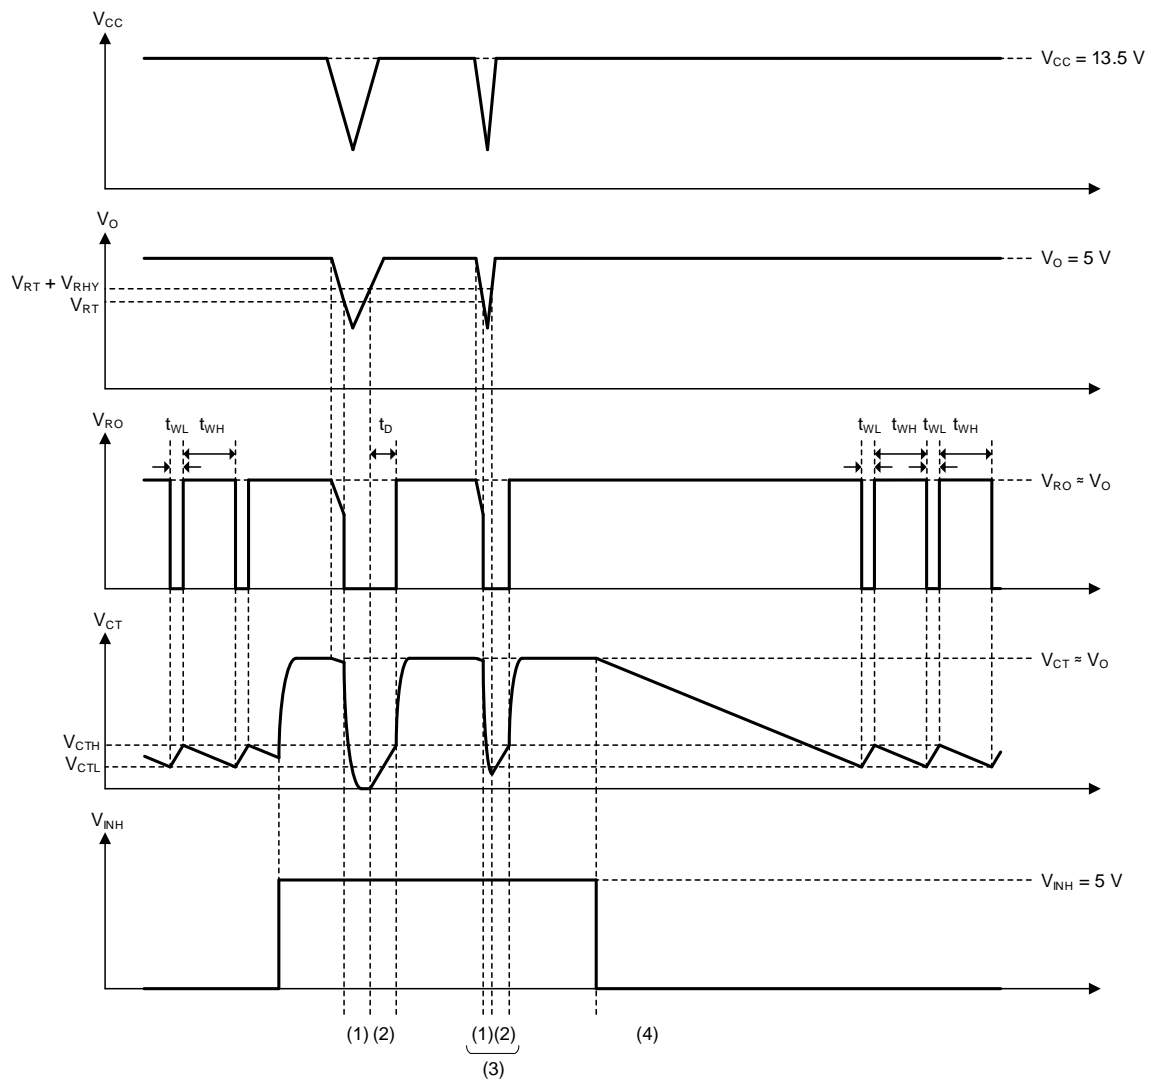 VCC
VCC = 13.5 V
VO
VRT + VRHY
VRT
VO = 5 V
VRO
tWL tWH tD tWL tWH tWL tWH
VRO ≈ VO
VCT
VCT ≈ VO
VCTH
VCTL
VINH
VINH = 5 V
(1) (2) (1) (2) (4)
(3)